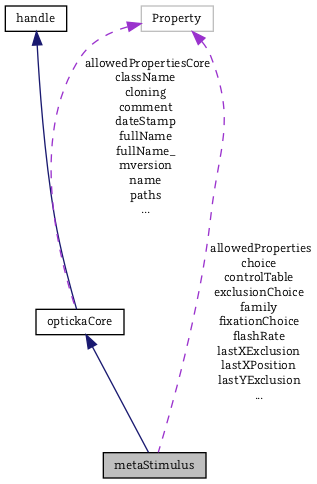 handle
Property
allowedPropertiesCore
className
cloning
comment
dateStamp
fullName
fullName_
mversion
name
paths
...
allowedProperties
choice
controlTable
exclusionChoice
family
fixationChoice
flashRate
lastXExclusion
lastXPosition
lastYExclusion
...
optickaCore
metaStimulus